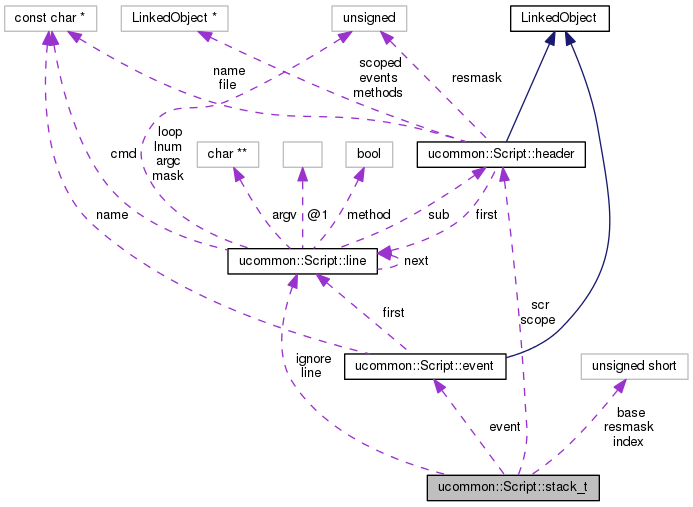 const char *
LinkedObject *
unsigned
LinkedObject
name
file
scoped
events
methods
resmask
loop
lnum
argc
mask
cmd
char **
bool
ucommon::Script::header
name
argv
@1
method
sub
first
ucommon::Script::line
next
first
scr
scope
ignore
line
ucommon::Script::event
unsigned short
event
base
resmask
index
ucommon::Script::stack_t